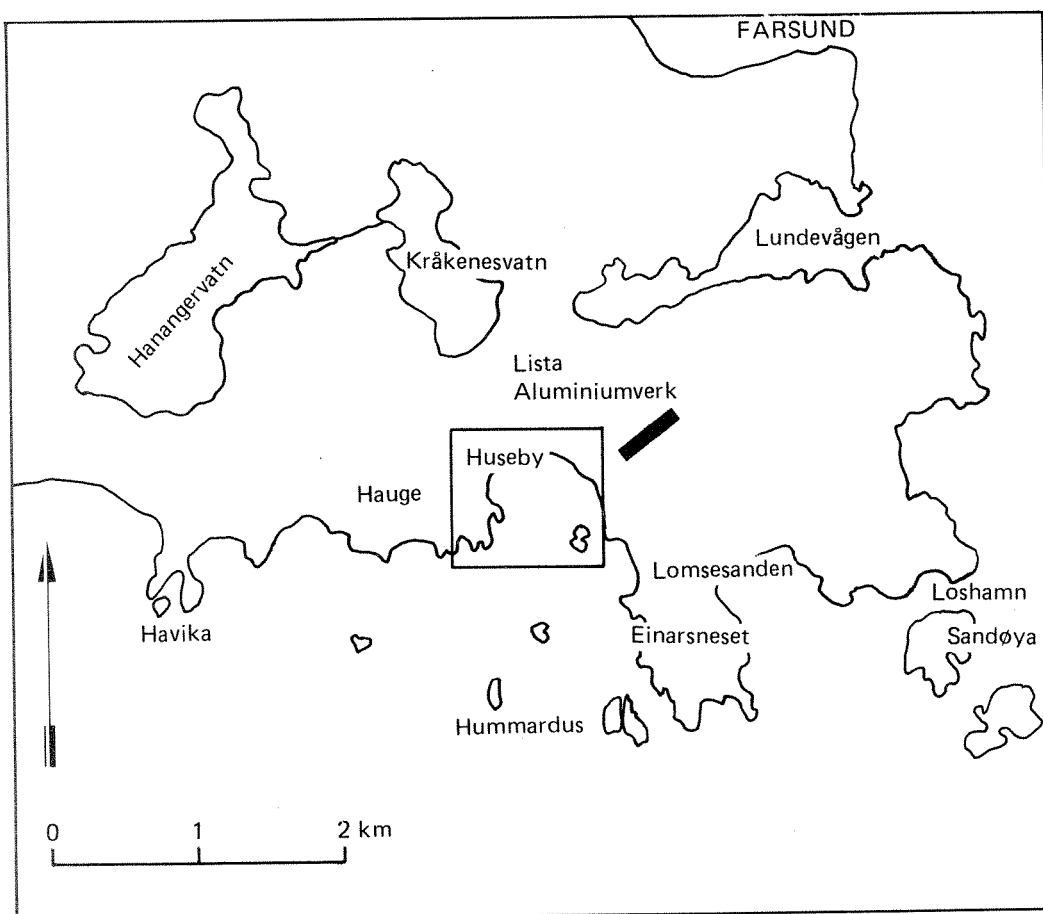 FARSUND
Lundevågen
Kråkenesvatn
Hanangervatn
Lista
Aluminiumverk
Huseby
Hauge
Lomsesanden
Loshamn
Havika
Einarsneset
Sandøya
Hummardus
0 1 2 km